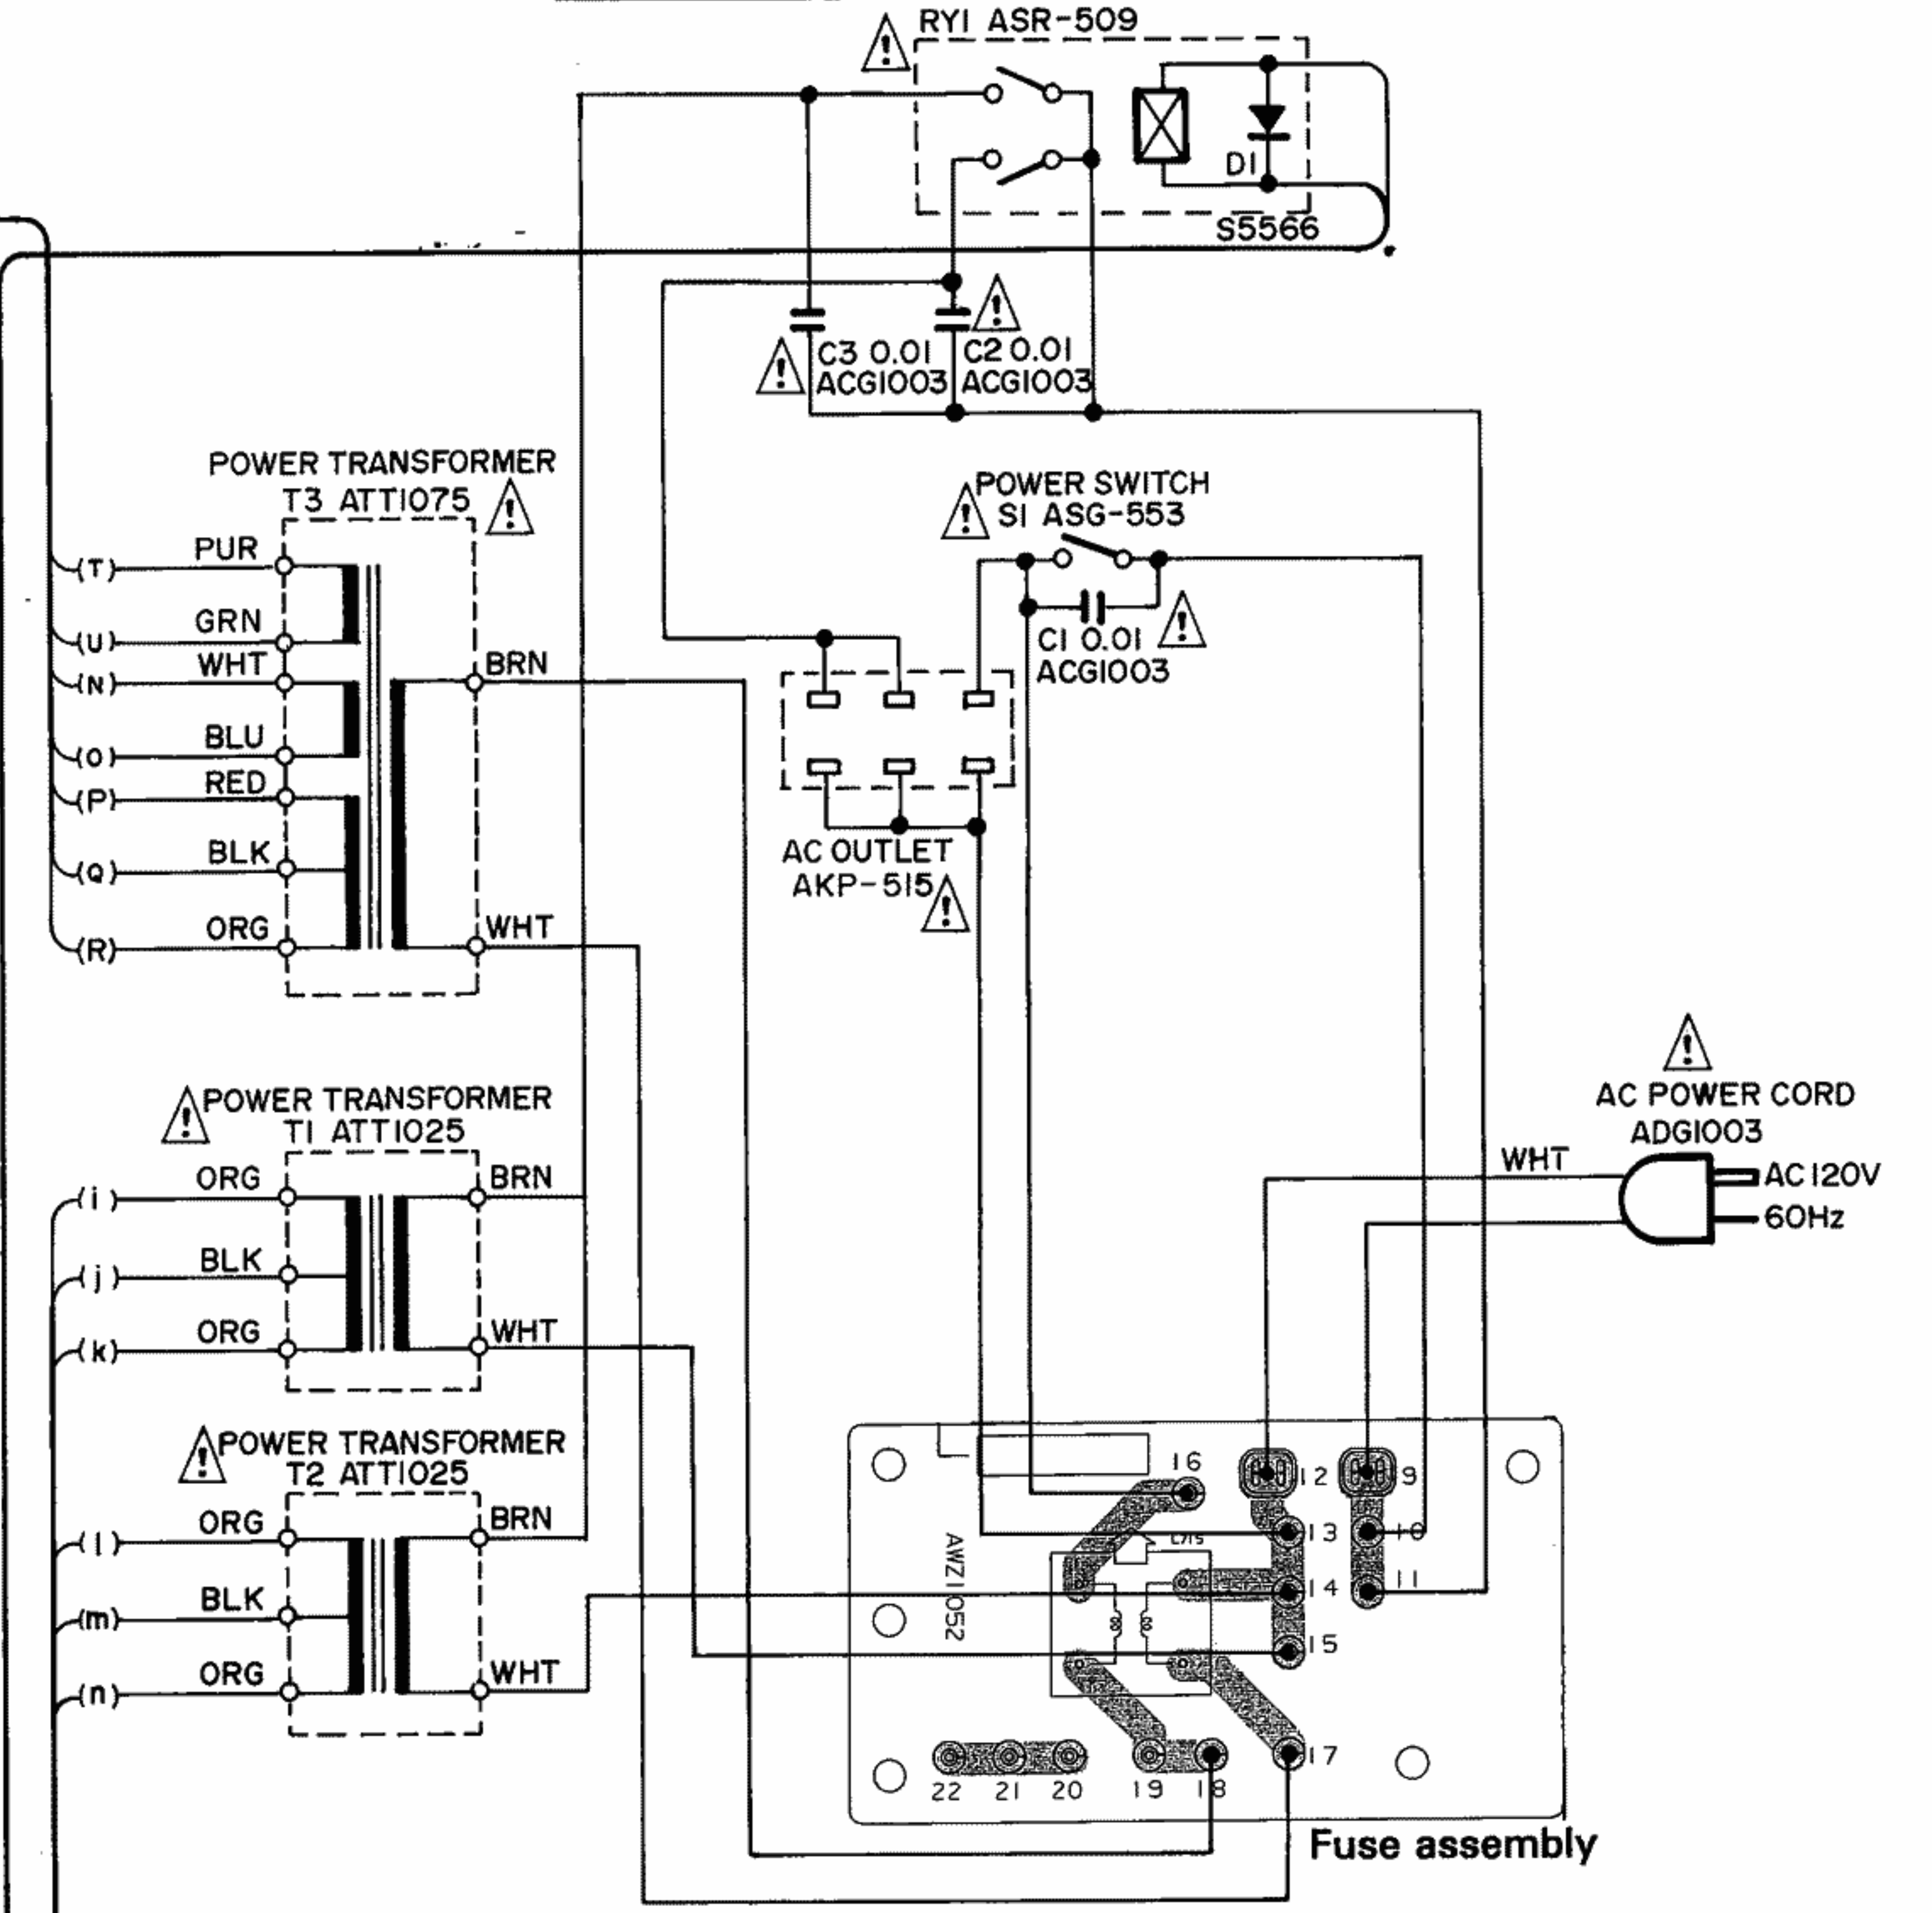 RY1 ASR-509
D1
S5566
C3 0.01
ACG1003
C2 0.01
ACG1003
POWER TRANSFORMER
T3 ATT1075
POWER SWITCH
S1 ASG-553
C1 0.01
ACG1003
(T) PUR
(U) GRN
(N) WHT
BRN
(O) BLU
(P) RED
(Q) BLK
(R) ORG
WHT
AC OUTLET
AKP-515
POWER TRANSFORMER
T1 ATT1025
(i) ORG
BRN
(j) BLK
(k) ORG
WHT
AC POWER CORD
ADG1003
WHT
AC120V
60Hz
POWER TRANSFORMER
T2 ATT1025
(l) ORG
BRN
(m) BLK
(n) ORG
WHT
16
12
9
13
10
14
11
15
17
AWZ1052
L715
22
21
20
19
18
Fuse assembly